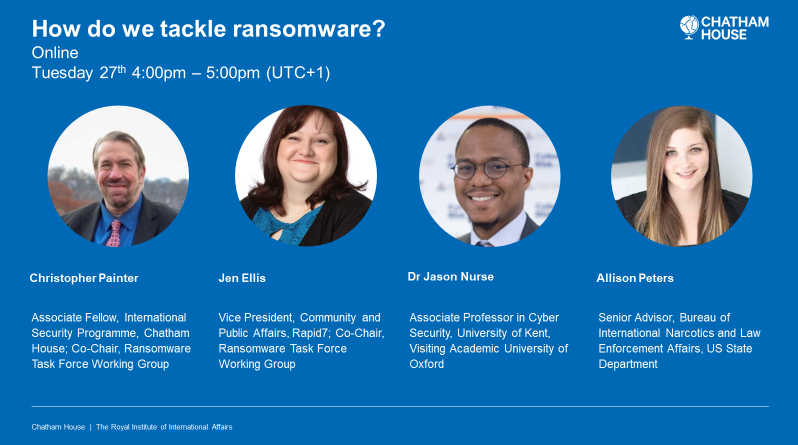 How do we tackle ransomware?
Online
Tuesday 27th 4:00pm – 5:00pm (UTC+1)
CHATHAM
HOUSE
Christopher Painter
Associate Fellow, International
Security Programme, Chatham
House; Co-Chair, Ransomware
Task Force Working Group
Jen Ellis
Vice President, Community and
Public Affairs, Rapid7; Co-Chair,
Ransomware Task Force
Working Group
Dr Jason Nurse
Associate Professor in Cyber
Security, University of Kent,
Visiting Academic University of
Oxford
Allison Peters
Senior Advisor, Bureau of
International Narcotics and Law
Enforcement Affairs, US State
Department
Chatham House | The Royal Institute of International Affairs